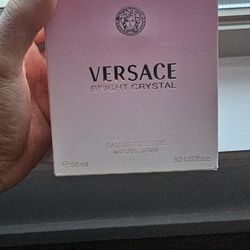 VERSACE
BRIGHT CRYSTAL
EAU DE TOILETTE
NATURAL SPRAY
℮90 ml 3.0 US fl.oz.